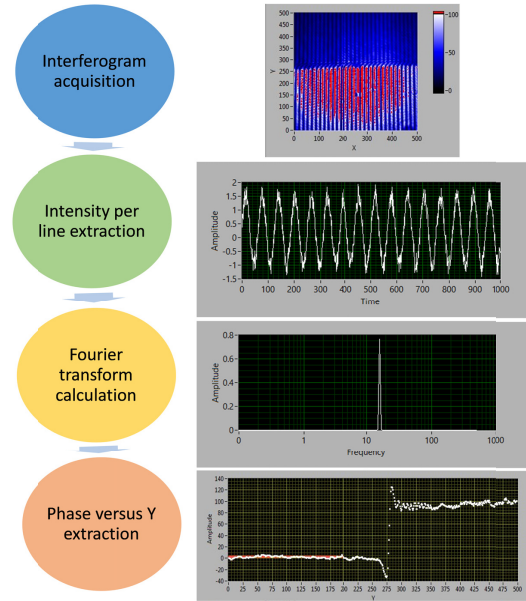 Interferogram
acquisition
500
450
400
350
300
250
200
150
100
50
0
Y
0 100 200 300 400 500
X
100
50
0
Intensity per
line extraction
2
1.5
1
0.5
0
-0.5
-1
-1.5
Amplitude
0 100 200 300 400 500 600 700 800 900 1000
Time
Fourier
transform
calculation
0.8
0.6
0.4
0.2
0
Amplitude
0 1 10 100 1000
Frequency
Phase versus Y
extraction
140
120
100
80
60
40
20
0
-20
-40
Amplitude
0 25 50 75 100 125 150 175 200 225 250 275 300 325 350 375 400 425 450 475 500
Y